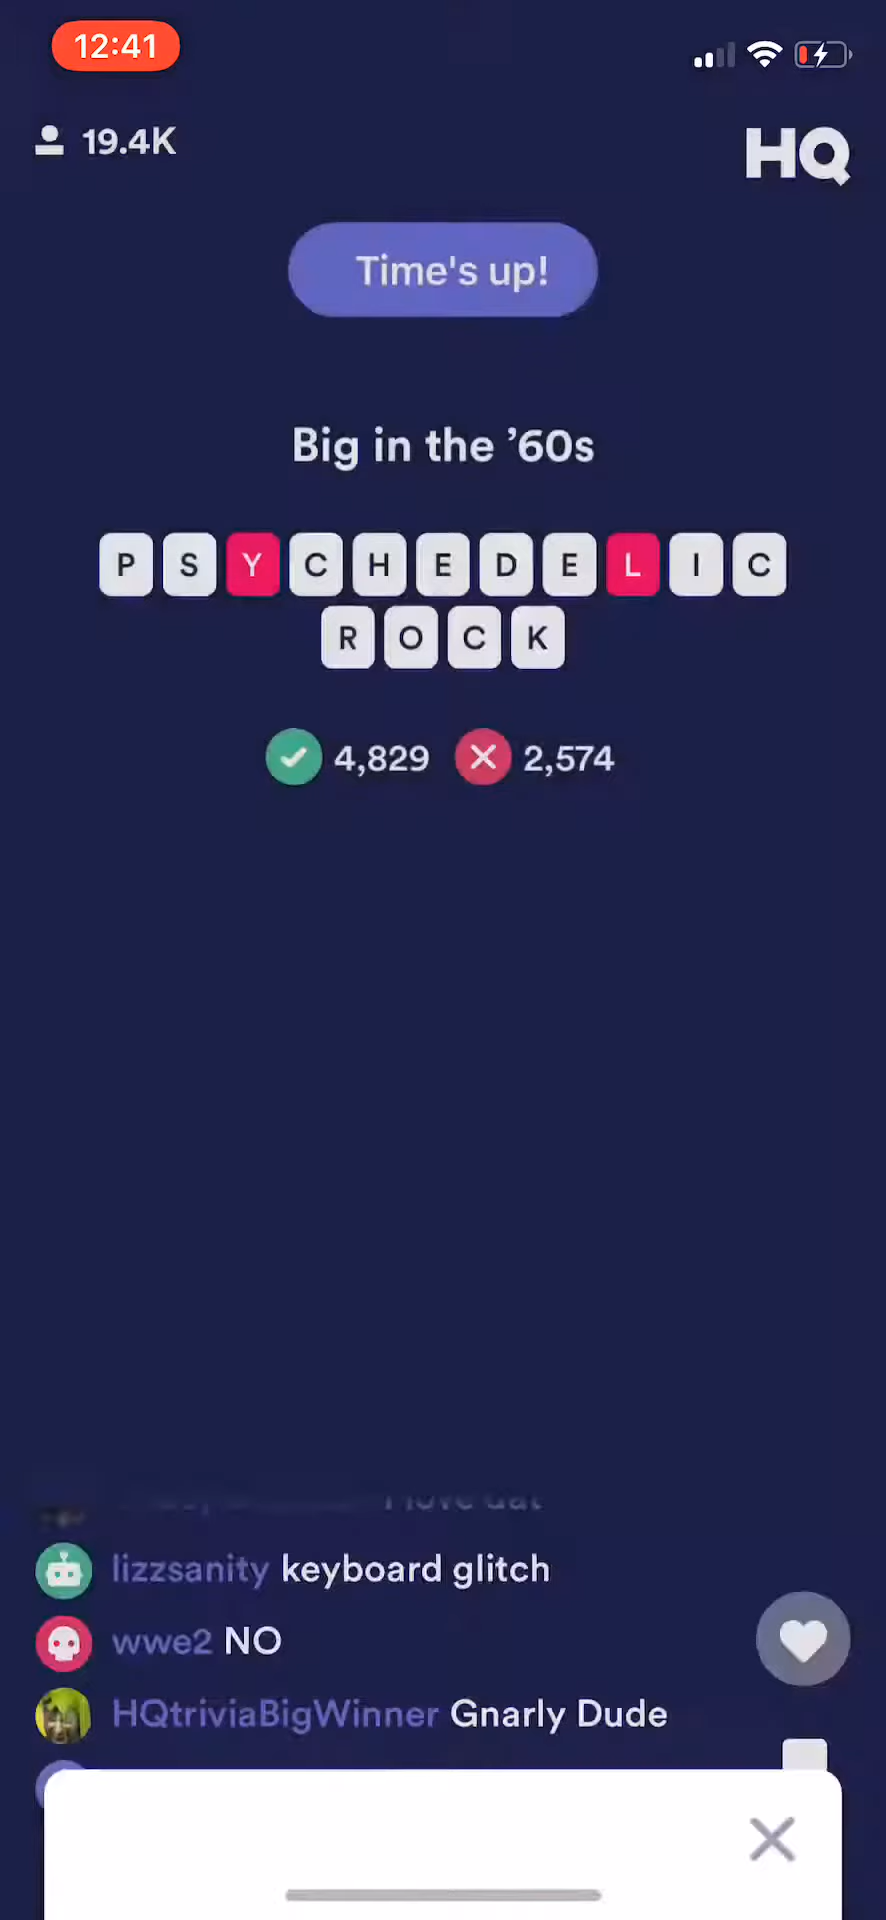 12:41
19.4K
HQ
Time's up!
Big in the ’60s
PSYCHEDELIC
ROCK
4,829 2,574
lizzsanity keyboard glitch
wwe2 NO
HQtriviaBigWinner Gnarly Dude